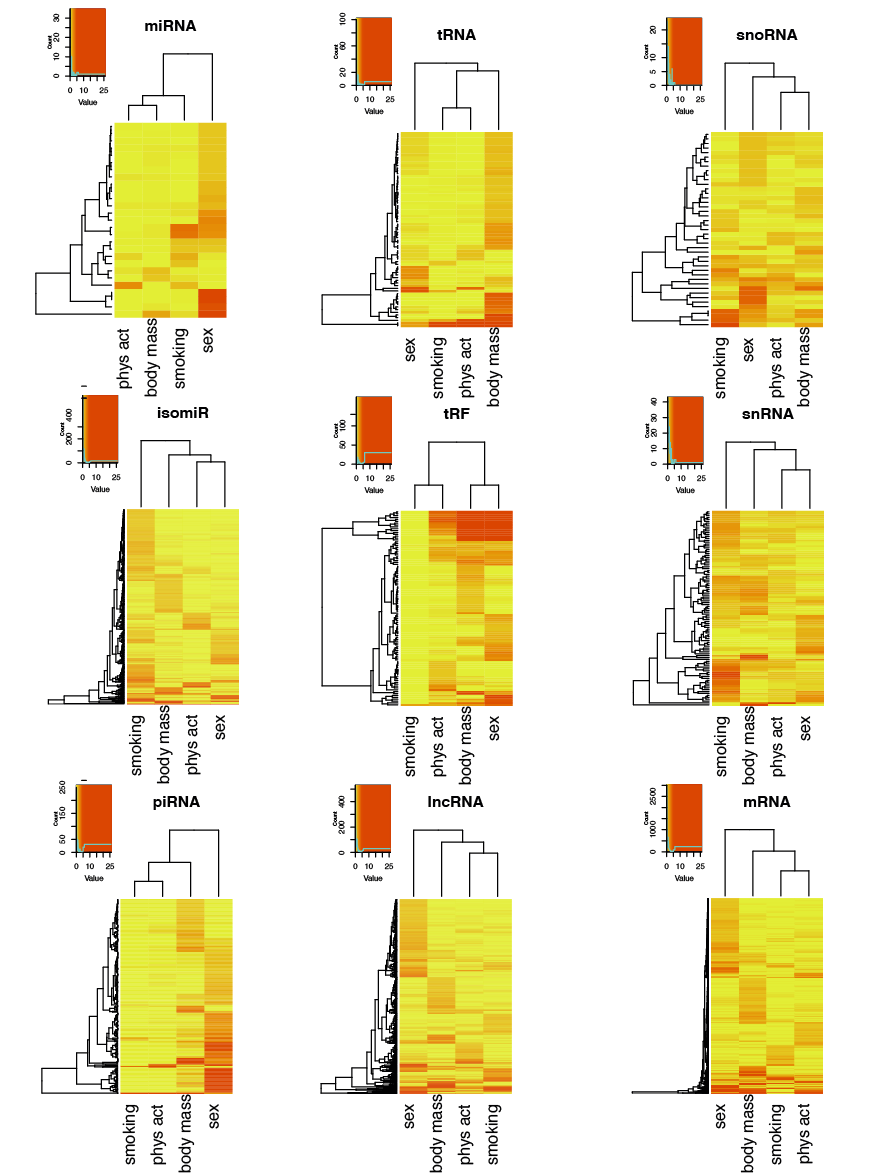 miRNA
Count
0 10 20 30
0 10 25
Value
phys act
body mass
smoking
sex
tRNA
Count
0 20 60 100
0 10 25
Value
sex
smoking
phys act
body mass
snoRNA
Count
0 5 10 20
0 10 25
Value
smoking
sex
phys act
body mass
isomiR
Count
0 200 400
0 10 25
Value
smoking
body mass
phys act
sex
tRF
Count
0 50 100
0 10 25
Value
smoking
phys act
body mass
sex
snRNA
Count
0 10 20 30 40
0 10 25
Value
smoking
body mass
phys act
sex
piRNA
Count
0 50 150 250
0 10 25
Value
smoking
phys act
body mass
sex
lncRNA
Count
0 200 400
0 10 25
Value
sex
body mass
phys act
smoking
mRNA
Count
0 1000 2500
0 10 25
Value
sex
body mass
smoking
phys act